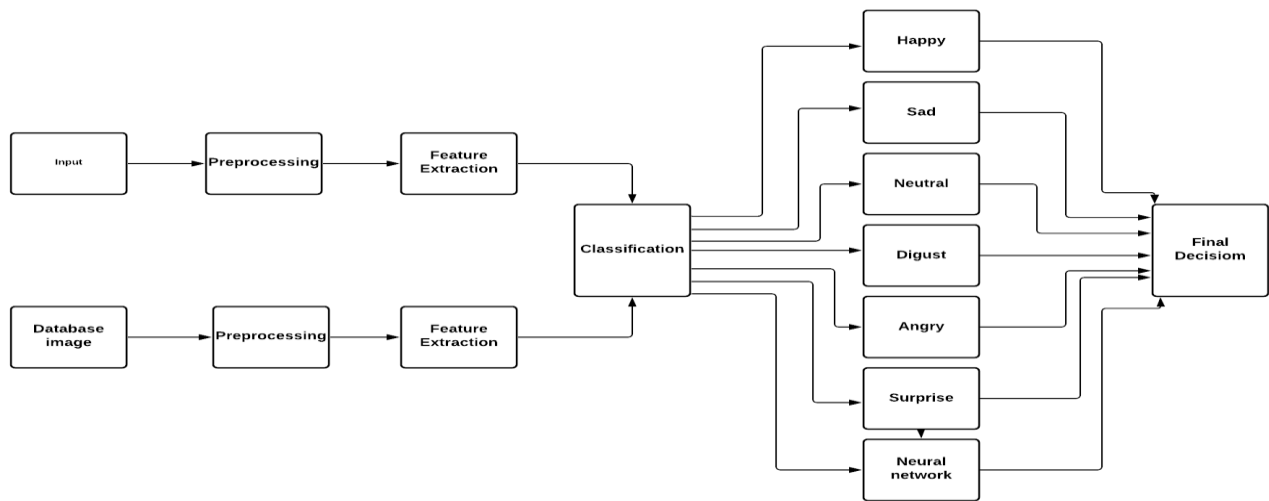 Input
Preprocessing
Feature
Extraction
Database
image
Preprocessing
Feature
Extraction
Classification
Happy
Sad
Neutral
Digust
Angry
Surprise
Neural
network
Final
Decisiom